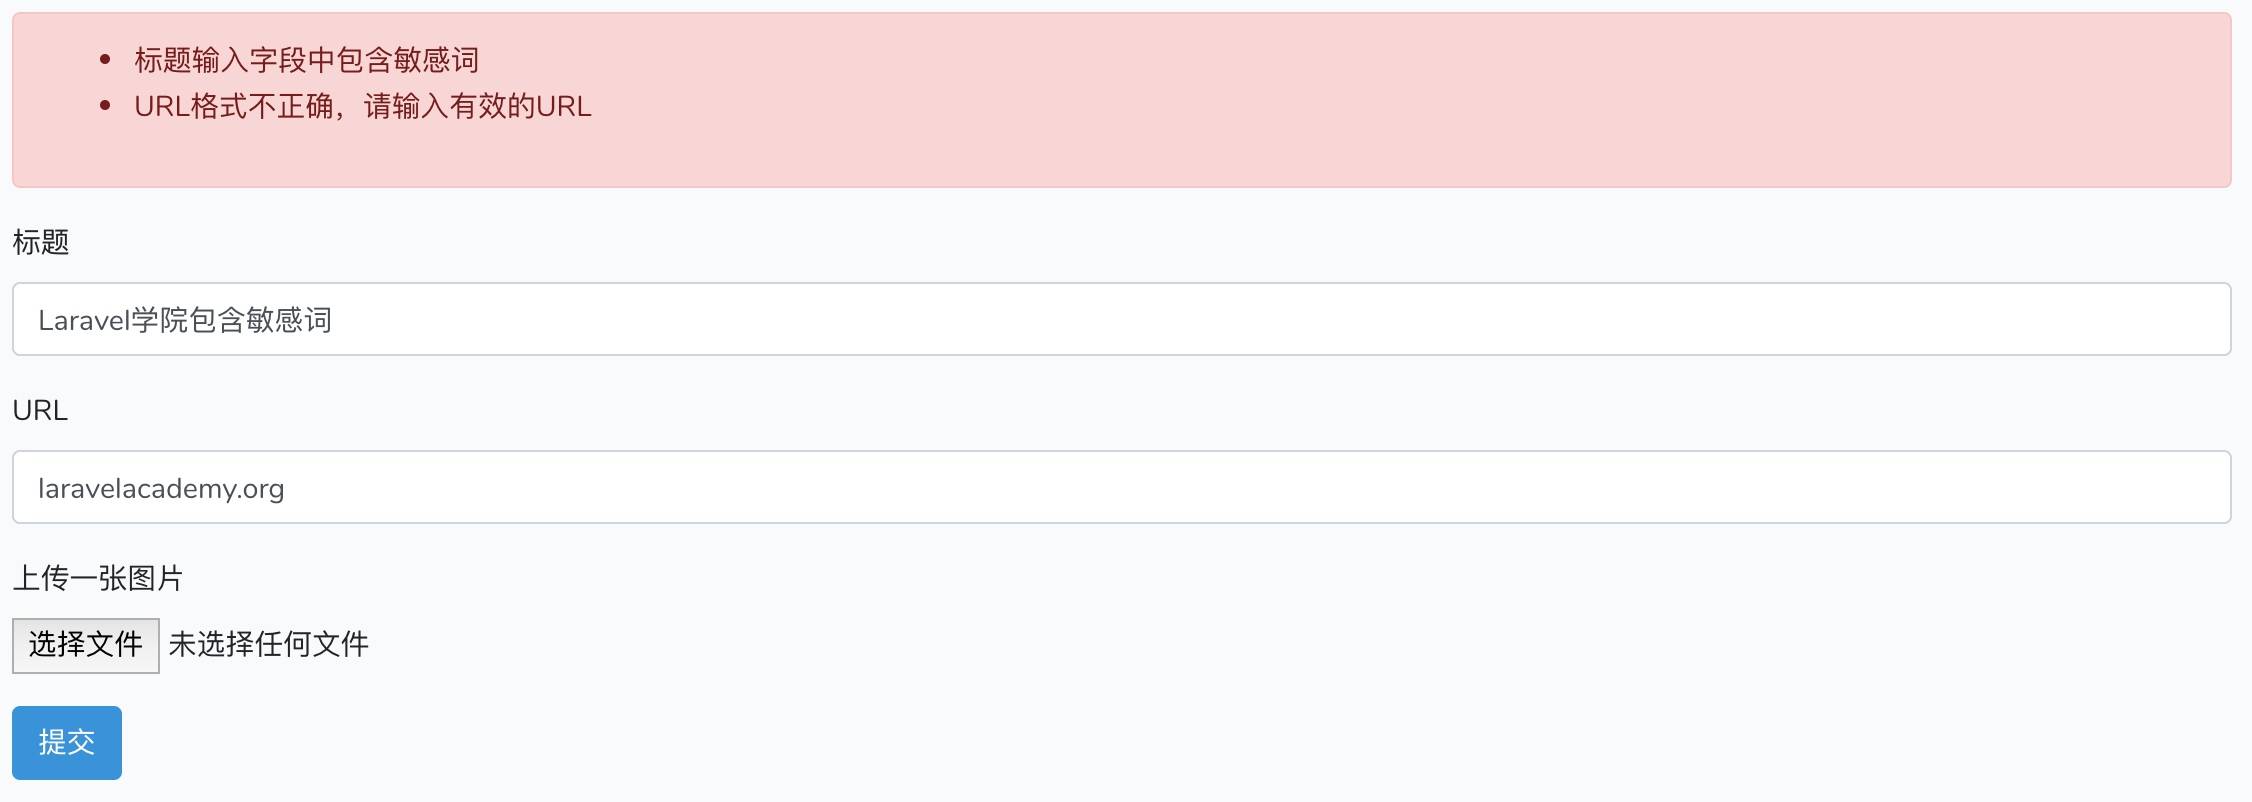 标题输入字段中包含敏感词
URL格式不正确，请输入有效的URL
标题
Laravel学院包含敏感词
URL
laravelacademy.org
上传一张图片
选择文件 未选择任何文件
提交